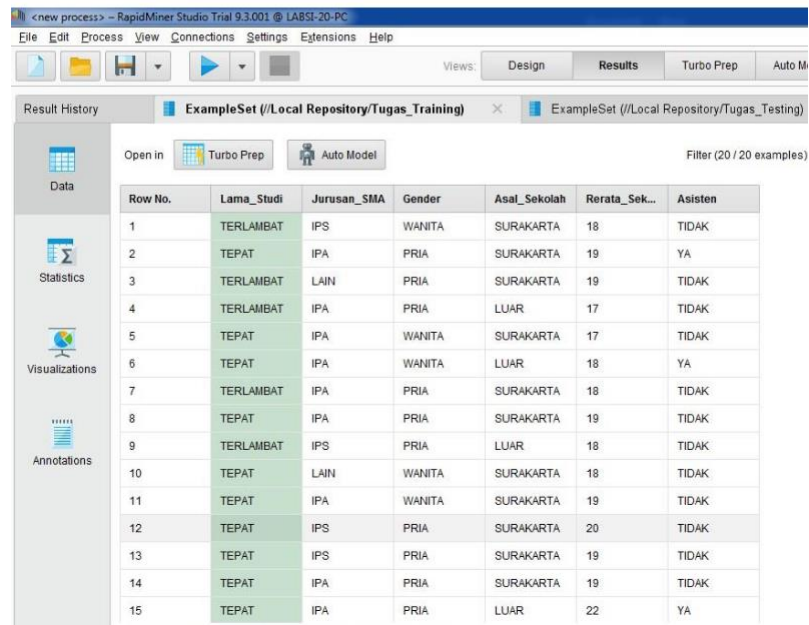 <new process> – RapidMiner Studio Trial 9.3.001 @ LABSI-20-PC
File Edit Process View Connections Settings Extensions Help
Views: Design Results Turbo Prep Auto M
Result History ExampleSet (//Local Repository/Tugas_Training) ExampleSet (//Local Repository/Tugas_Testing)
Data
Open in Turbo Prep Auto Model Filter (20 / 20 examples)
Row No. Lama_Studi Jurusan_SMA Gender Asal_Sekolah Rerata_Sek... Asisten
1 TERLAMBAT IPS WANITA SURAKARTA 18 TIDAK
2 TEPAT IPA PRIA SURAKARTA 19 YA
Statistics
3 TERLAMBAT LAIN PRIA SURAKARTA 19 TIDAK
4 TERLAMBAT IPA PRIA LUAR 17 TIDAK
5 TEPAT IPA WANITA SURAKARTA 17 TIDAK
Visualizations
6 TEPAT IPA WANITA LUAR 18 YA
7 TERLAMBAT IPA PRIA SURAKARTA 18 TIDAK
8 TEPAT IPA PRIA SURAKARTA 19 TIDAK
9 TERLAMBAT IPS PRIA LUAR 18 TIDAK
Annotations
10 TEPAT LAIN WANITA SURAKARTA 18 TIDAK
11 TEPAT IPA WANITA SURAKARTA 19 TIDAK
12 TEPAT IPS PRIA SURAKARTA 20 TIDAK
13 TEPAT IPS PRIA SURAKARTA 19 TIDAK
14 TEPAT IPA PRIA SURAKARTA 19 TIDAK
15 TEPAT IPA PRIA LUAR 22 YA